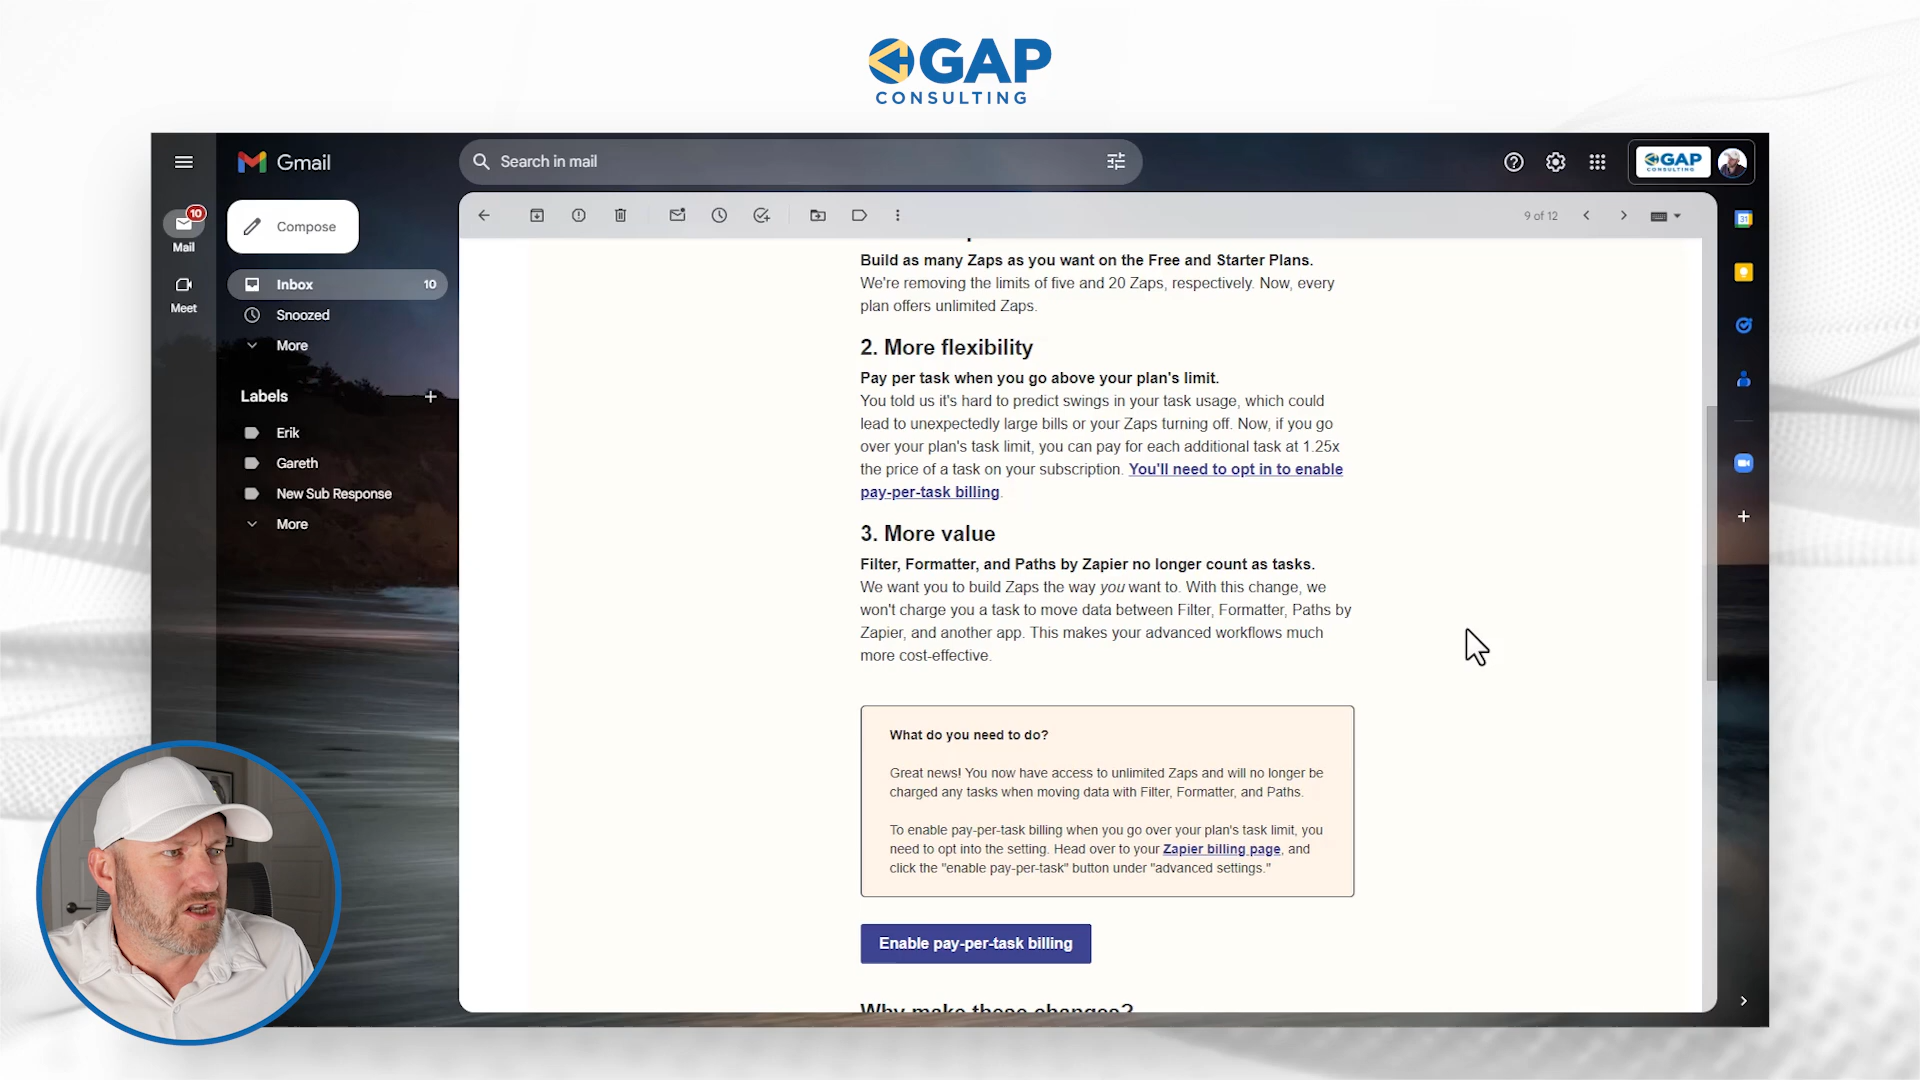 GAP
CONSULTING
Gmail
Search in mail
GAP
CONSULTING
10
Mail
Meet
Compose
Inbox 10
Snoozed
More
Labels
Erik
Gareth
New Sub Response
More
9 of 12
31
Build as many Zaps as you want on the Free and Starter Plans.
We're removing the limits of five and 20 Zaps, respectively. Now, every
plan offers unlimited Zaps.
2. More flexibility
Pay per task when you go above your plan's limit.
You told us it's hard to predict swings in your task usage, which could
lead to unexpectedly large bills or your Zaps turning off. Now, if you go
over your plan's task limit, you can pay for each additional task at 1.25x
the price of a task on your subscription. You'll need to opt in to enable
pay-per-task billing.
3. More value
Filter, Formatter, and Paths by Zapier no longer count as tasks.
We want you to build Zaps the way you want to. With this change, we
won't charge you a task to move data between Filter, Formatter, Paths by
Zapier, and another app. This makes your advanced workflows much
more cost-effective.
What do you need to do?
Great news! You now have access to unlimited Zaps and will no longer be
charged any tasks when moving data with Filter, Formatter, and Paths.
To enable pay-per-task billing when you go over your plan's task limit, you
need to opt into the setting. Head over to your Zapier billing page, and
click the "enable pay-per-task" button under "advanced settings."
Enable pay-per-task billing
Why make these changes?